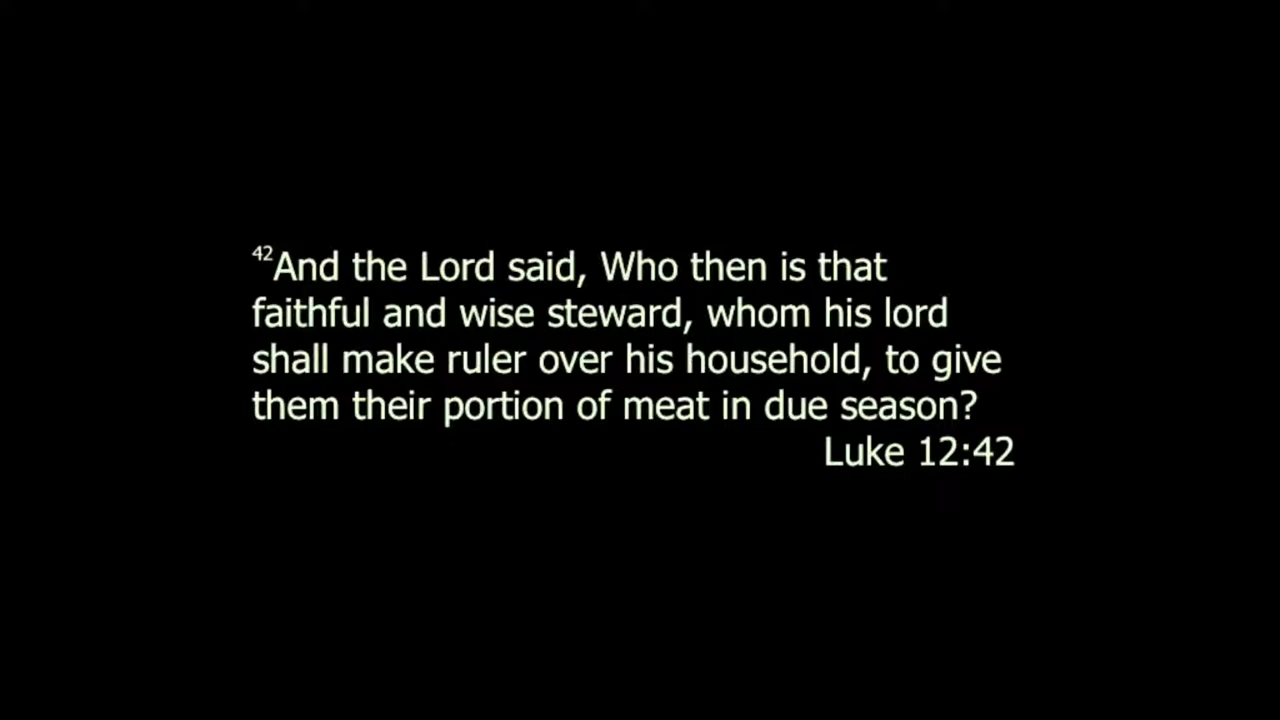 42And the Lord said, Who then is that
faithful and wise steward, whom his lord
shall make ruler over his household, to give
them their portion of meat in due season?
Luke 12:42